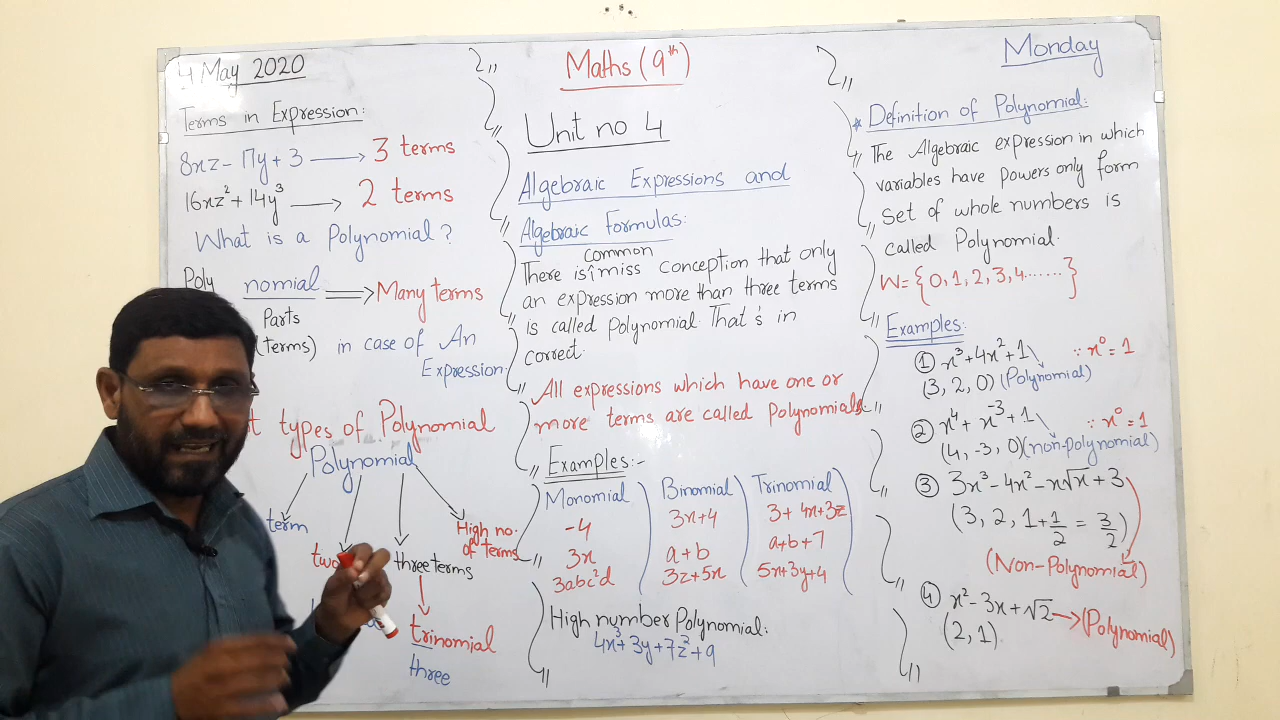 4 May 2020
Maths (9th)
Monday
Terms in Expression:
8xz - 17y + 3 → 3 terms
16xz² + 14y³ → 2 terms
What is a Polynomial?
Poly nomial ⇒ Many terms
Parts
(terms) in case of An
Expression.
types of Polynomial
Polynomial
term
two
three terms
High no.
of terms
trinomial
three
Unit no 4
Algebraic Expressions and
Algebraic Formulas:
common
There is ↑ miss conception that only
an expression more than three terms
is called polynomial. That's in
correct.
All expressions which have one or
more terms are called polynomials.
Examples:-
Monomial
-4
3x
3abc²d
Binomial
3x+4
a+b
3z+5x
Trinomial
3+4x+3z
a+b+7
5x+3y+4
High number Polynomial:
4x³+3y+7z²+9
* Definition of Polynomial:
The Algebraic expression in which
variables have powers only form
set of whole numbers is
called Polynomial.
W = {0, 1, 2, 3, 4.......}
Examples:
① x³+4x²+1 ∵ x⁰ = 1
(3, 2, 0) (Polynomial)
② x⁴ + x⁻³ + 1 ∵ x⁰ = 1
(4, -3, 0) (non-polynomial)
③ 3x³ - 4x² - x√x + 3
(3, 2, 1 + 1/2 = 3/2)
(Non-Polynomial)
④ x² - 3x + √2 → (Polynomial)
(2, 1)